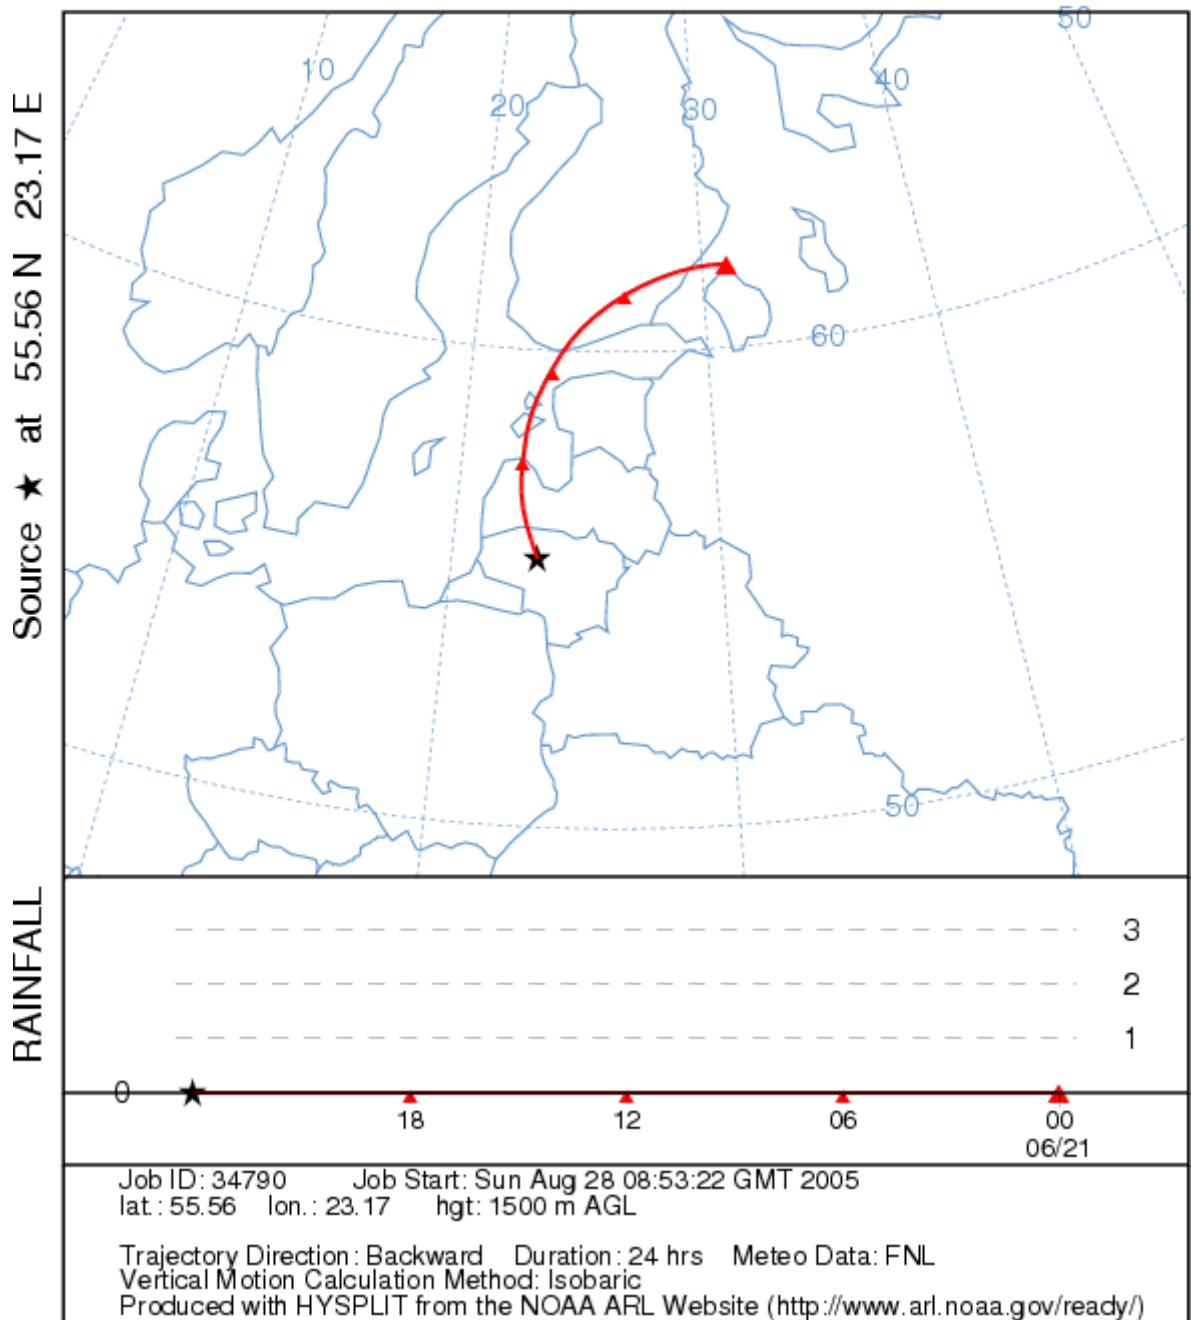 50
10
40
20
30
60
50
Source ★ at 55.56 N 23.17 E
RAINFALL
3
2
1
0
18 12 06 00
06/21
Job ID: 34790 Job Start: Sun Aug 28 08:53:22 GMT 2005
lat.: 55.56 lon.: 23.17 hgt: 1500 m AGL
Trajectory Direction: Backward Duration: 24 hrs Meteo Data: FNL
Vertical Motion Calculation Method: Isobaric
Produced with HYSPLIT from the NOAA ARL Website (http://www.arl.noaa.gov/ready/)